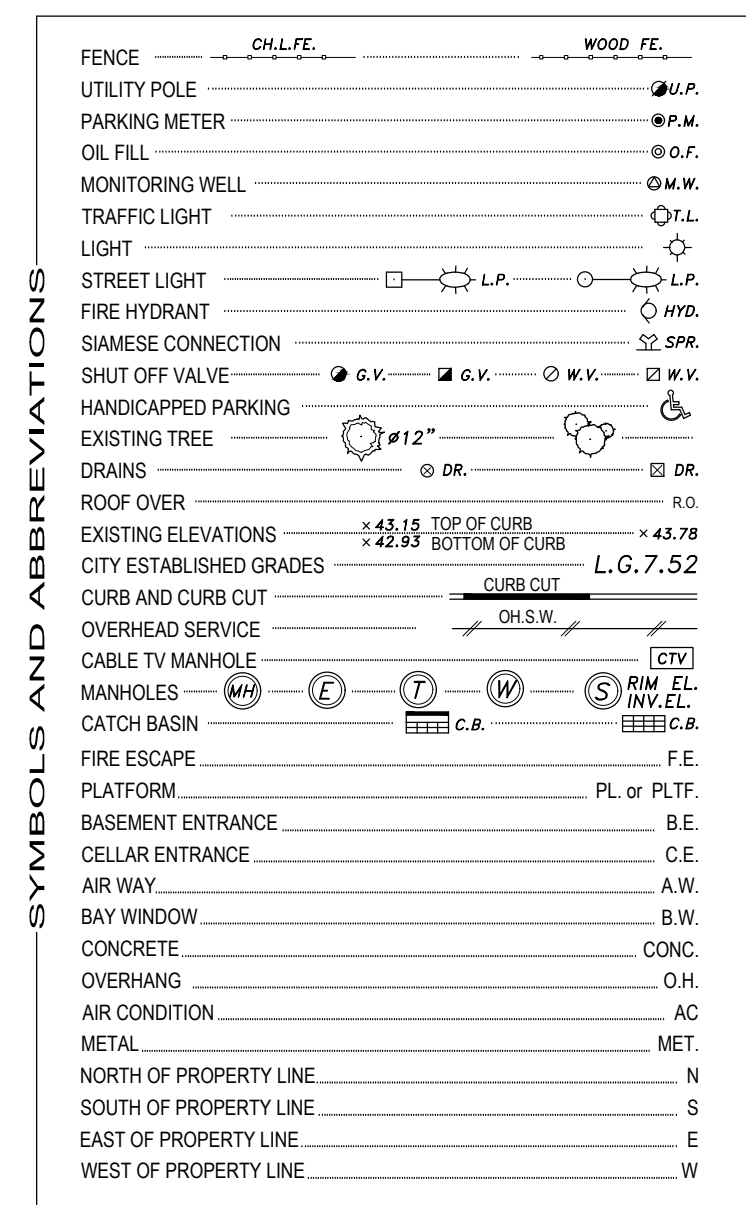 SYMBOLS AND ABBREVIATIONS
FENCE CH.L.FE. WOOD FE.
UTILITY POLE U.P.
PARKING METER P.M.
OIL FILL O.F.
MONITORING WELL M.W.
TRAFFIC LIGHT T.L.
LIGHT
STREET LIGHT L.P. L.P.
FIRE HYDRANT HYD.
SIAMESE CONNECTION SPR.
SHUT OFF VALVE G.V. G.V. W.V. W.V.
HANDICAPPED PARKING
EXISTING TREE ø12"
DRAINS DR. DR.
ROOF OVER R.O.
EXISTING ELEVATIONS × 43.15 TOP OF CURB × 43.78
× 42.93 BOTTOM OF CURB
CITY ESTABLISHED GRADES L.G.7.52
CURB AND CURB CUT CURB CUT
OVERHEAD SERVICE OH.S.W.
CABLE TV MANHOLE CTV
MANHOLES MH E T W S RIM EL.
INV.EL.
CATCH BASIN C.B. C.B.
FIRE ESCAPE F.E.
PLATFORM PL. or PLTF.
BASEMENT ENTRANCE B.E.
CELLAR ENTRANCE C.E.
AIR WAY A.W.
BAY WINDOW B.W.
CONCRETE CONC.
OVERHANG O.H.
AIR CONDITION AC
METAL MET.
NORTH OF PROPERTY LINE N
SOUTH OF PROPERTY LINE S
EAST OF PROPERTY LINE E
WEST OF PROPERTY LINE W